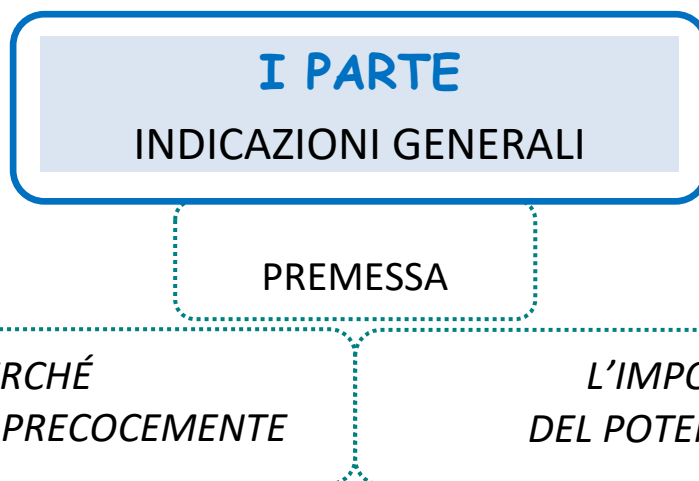 I PARTE
INDICAZIONI GENERALI
PREMESSA
RCHÉ
PRECOCEMENTE
L'IMPO
DEL POTE